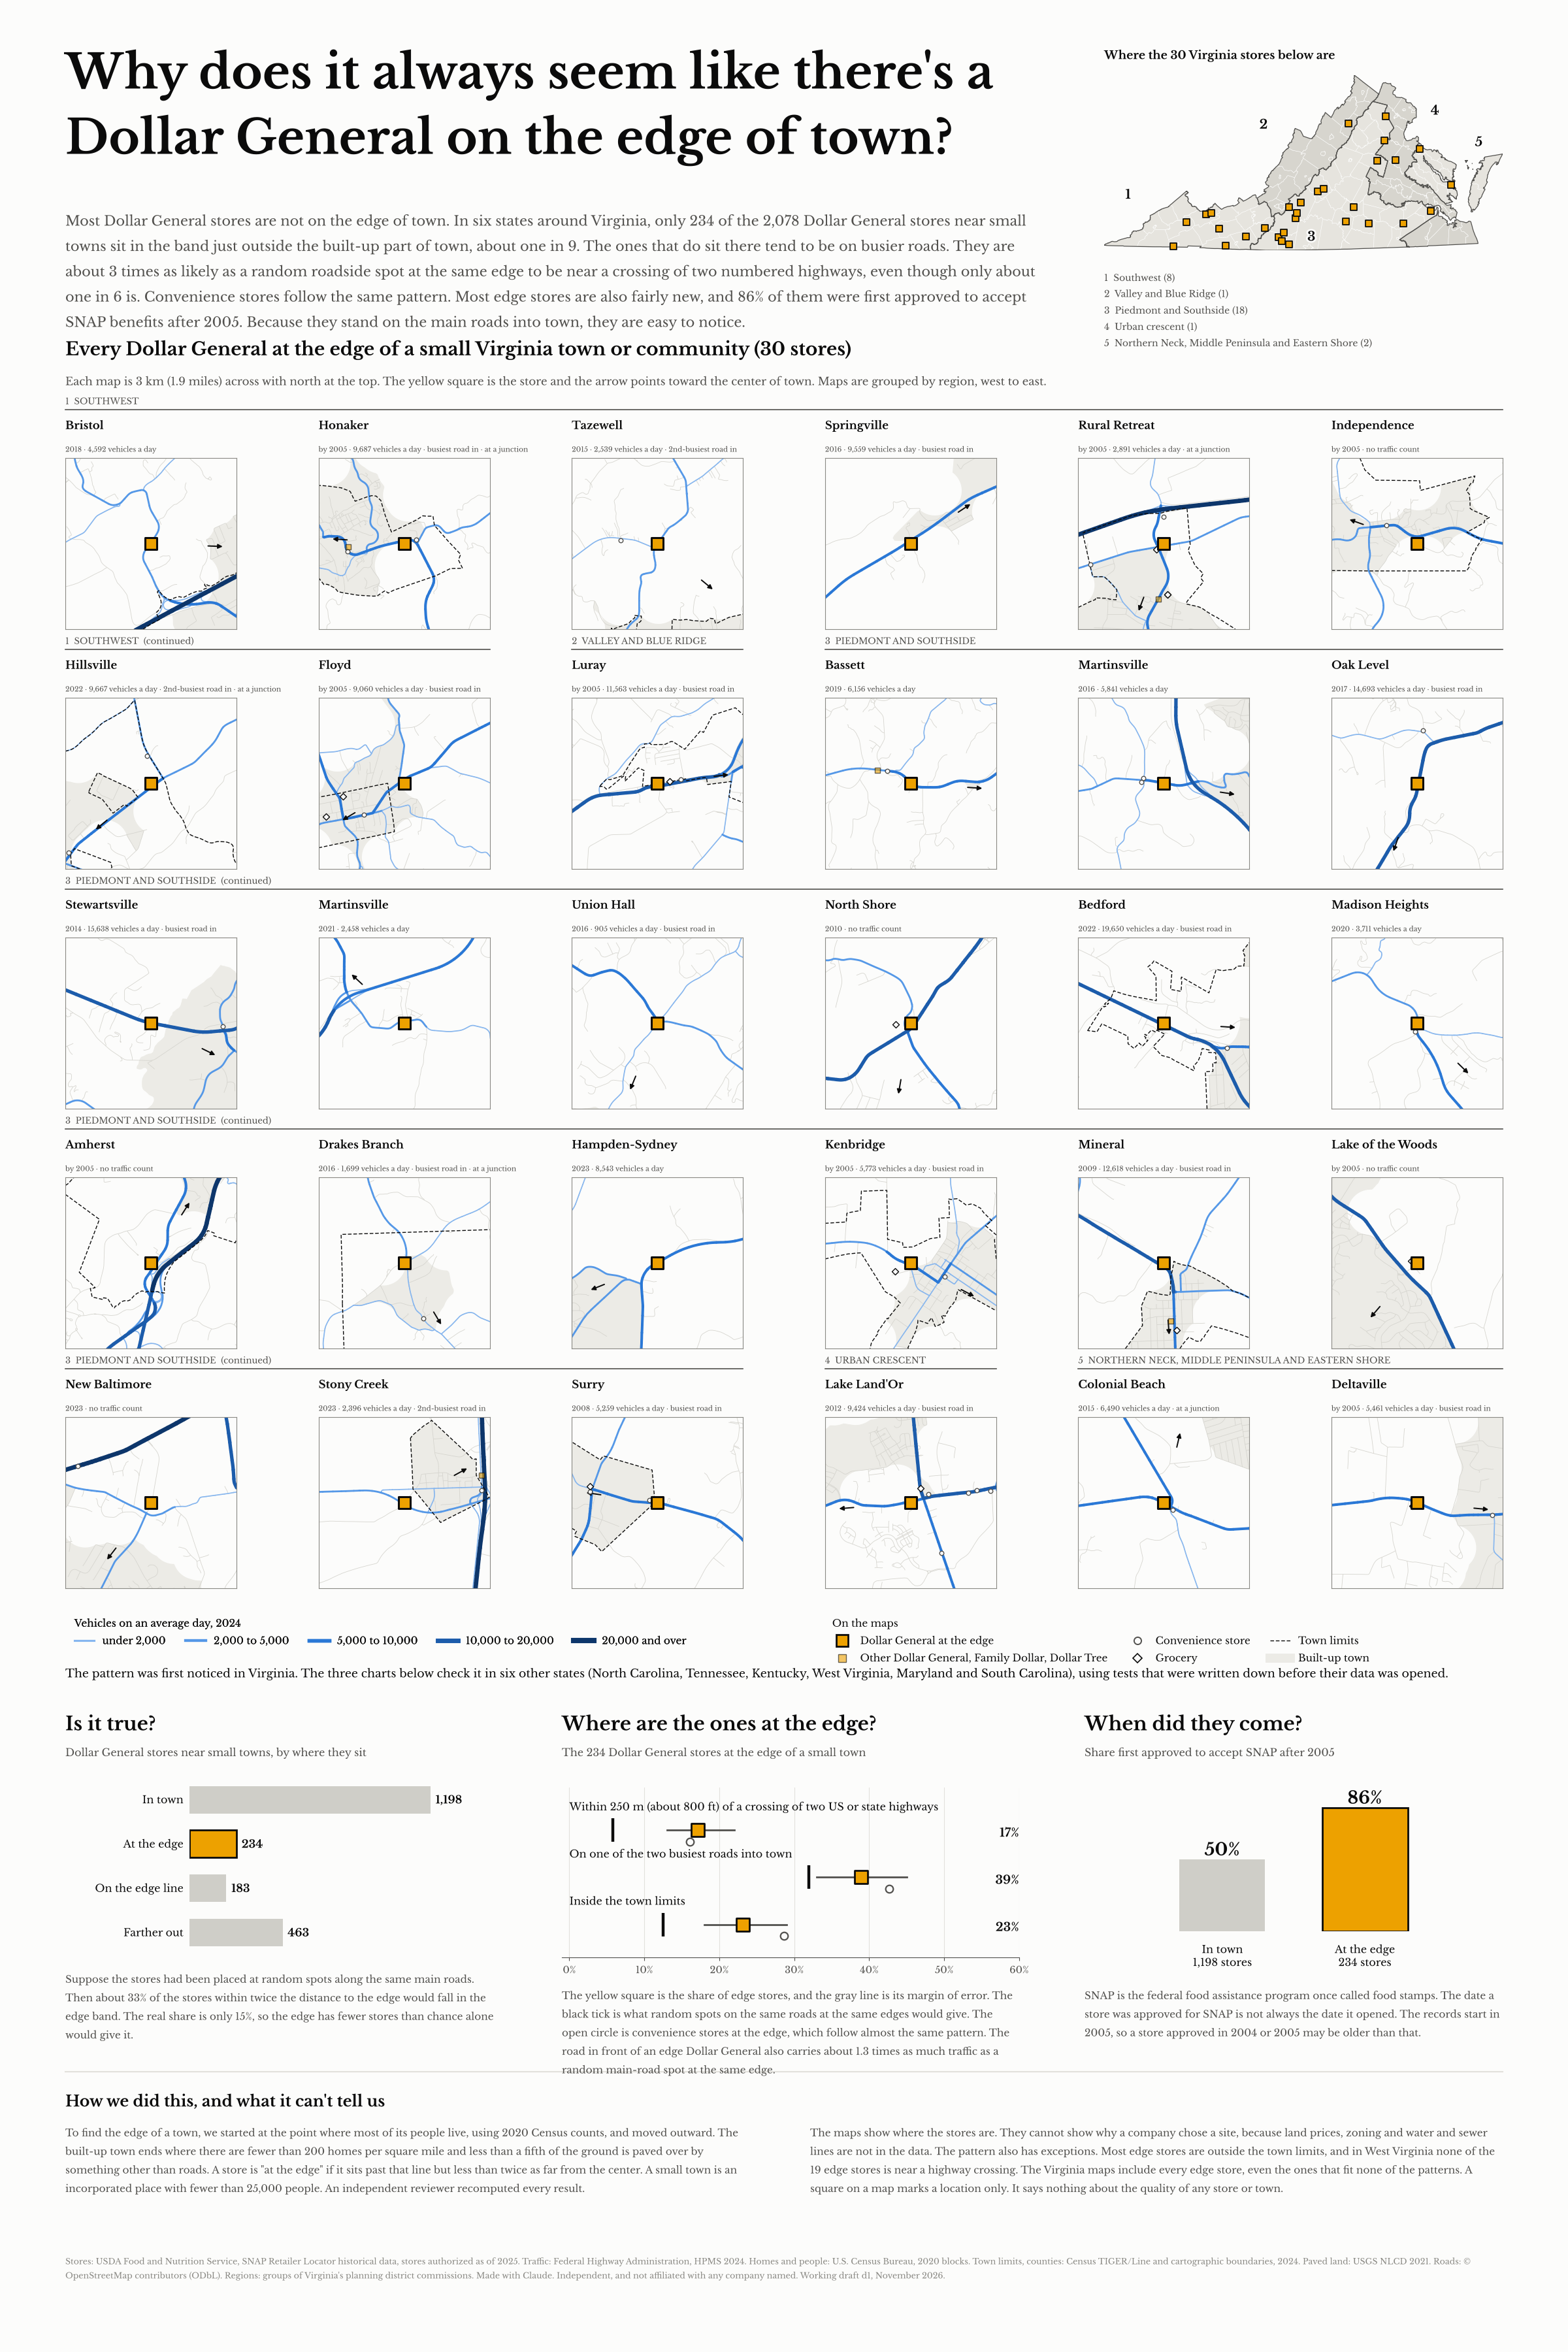 Why does it always seem like there's a
Dollar General on the edge of town?
Most Dollar General stores are not on the edge of town. In six states around Virginia, only 234 of the 2,078 Dollar General stores near small
towns sit in the band just outside the built-up part of town, about one in 9. The ones that do sit there tend to be on busier roads. They are
about 3 times as likely as a random roadside spot at the same edge to be near a crossing of two numbered highways, even though only about
one in 6 is. Convenience stores follow the same pattern. Most edge stores are also fairly new, and 86% of them were first approved to accept
SNAP benefits after 2005. Because they stand on the main roads into town, they are easy to notice.
Where the 30 Virginia stores below are
1
2
3
4
5
1 Southwest (8)
2 Valley and Blue Ridge (1)
3 Piedmont and Southside (18)
4 Urban crescent (1)
5 Northern Neck, Middle Peninsula and Eastern Shore (2)
Every Dollar General at the edge of a small Virginia town or community (30 stores)
Each map is 3 km (1.9 miles) across with north at the top. The yellow square is the store and the arrow points toward the center of town. Maps are grouped by region, west to east.
1 SOUTHWEST
Bristol
2018 · 4,592 vehicles a day
Honaker
by 2005 · 9,687 vehicles a day · busiest road in · at a junction
Tazewell
2015 · 2,539 vehicles a day · 2nd-busiest road in
Springville
2016 · 9,559 vehicles a day · busiest road in
Rural Retreat
by 2005 · 2,891 vehicles a day · at a junction
Independence
by 2005 · no traffic count
1 SOUTHWEST (continued)
2 VALLEY AND BLUE RIDGE
3 PIEDMONT AND SOUTHSIDE
Hillsville
2022 · 9,667 vehicles a day · 2nd-busiest road in · at a junction
Floyd
by 2005 · 9,060 vehicles a day · busiest road in
Luray
by 2005 · 11,563 vehicles a day · busiest road in
Bassett
2019 · 6,156 vehicles a day
Martinsville
2016 · 5,841 vehicles a day
Oak Level
2017 · 14,693 vehicles a day · busiest road in
3 PIEDMONT AND SOUTHSIDE (continued)
Stewartsville
2014 · 15,638 vehicles a day · busiest road in
Martinsville
2021 · 2,458 vehicles a day
Union Hall
2016 · 905 vehicles a day · busiest road in
North Shore
2010 · no traffic count
Bedford
2022 · 19,650 vehicles a day · busiest road in
Madison Heights
2020 · 3,711 vehicles a day
3 PIEDMONT AND SOUTHSIDE (continued)
Amherst
by 2005 · no traffic count
Drakes Branch
2016 · 1,699 vehicles a day · busiest road in · at a junction
Hampden-Sydney
2023 · 8,543 vehicles a day
Kenbridge
by 2005 · 5,773 vehicles a day · busiest road in
Mineral
2009 · 12,618 vehicles a day · busiest road in
Lake of the Woods
by 2005 · no traffic count
3 PIEDMONT AND SOUTHSIDE (continued)
4 URBAN CRESCENT
5 NORTHERN NECK, MIDDLE PENINSULA AND EASTERN SHORE
New Baltimore
2023 · no traffic count
Stony Creek
2023 · 2,396 vehicles a day · 2nd-busiest road in
Surry
2008 · 5,259 vehicles a day · busiest road in
Lake Land'Or
2012 · 9,424 vehicles a day · busiest road in
Colonial Beach
2015 · 6,490 vehicles a day · at a junction
Deltaville
by 2005 · 5,461 vehicles a day · busiest road in
Vehicles on an average day, 2024
under 2,000
2,000 to 5,000
5,000 to 10,000
10,000 to 20,000
20,000 and over
On the maps
Dollar General at the edge
Convenience store
Town limits
Other Dollar General, Family Dollar, Dollar Tree
Grocery
Built-up town
The pattern was first noticed in Virginia. The three charts below check it in six other states (North Carolina, Tennessee, Kentucky, West Virginia, Maryland and South Carolina), using tests that were written down before their data was opened.
Is it true?
Dollar General stores near small towns, by where they sit
In town
1,198
At the edge
234
On the edge line
183
Farther out
463
Suppose the stores had been placed at random spots along the same main roads.
Then about 33% of the stores within twice the distance to the edge would fall in the
edge band. The real share is only 15%, so the edge has fewer stores than chance alone
would give it.
Where are the ones at the edge?
The 234 Dollar General stores at the edge of a small town
Within 250 m (about 800 ft) of a crossing of two US or state highways
17%
On one of the two busiest roads into town
39%
Inside the town limits
23%
0%
10%
20%
30%
40%
50%
60%
The yellow square is the share of edge stores, and the gray line is its margin of error. The
black tick is what random spots on the same roads at the same edges would give. The
open circle is convenience stores at the edge, which follow almost the same pattern. The
road in front of an edge Dollar General also carries about 1.3 times as much traffic as a
random main-road spot at the same edge.
When did they come?
Share first approved to accept SNAP after 2005
50%
86%
In town
1,198 stores
At the edge
234 stores
SNAP is the federal food assistance program once called food stamps. The date a
store was approved for SNAP is not always the date it opened. The records start in
2005, so a store approved in 2004 or 2005 may be older than that.
How we did this, and what it can't tell us
To find the edge of a town, we started at the point where most of its people live, using 2020 Census counts, and moved outward. The
built-up town ends where there are fewer than 200 homes per square mile and less than a fifth of the ground is paved over by
something other than roads. A store is "at the edge" if it sits past that line but less than twice as far from the center. A small town is an
incorporated place with fewer than 25,000 people. An independent reviewer recomputed every result.
The maps show where the stores are. They cannot show why a company chose a site, because land prices, zoning and water and sewer
lines are not in the data. The pattern also has exceptions. Most edge stores are outside the town limits, and in West Virginia none of the
19 edge stores is near a highway crossing. The Virginia maps include every edge store, even the ones that fit none of the patterns. A
square on a map marks a location only. It says nothing about the quality of any store or town.
Stores: USDA Food and Nutrition Service, SNAP Retailer Locator historical data, stores authorized as of 2025. Traffic: Federal Highway Administration, HPMS 2024. Homes and people: U.S. Census Bureau, 2020 blocks. Town limits, counties: Census TIGER/Line and cartographic boundaries, 2024. Paved land: USGS NLCD 2021. Roads: ©
OpenStreetMap contributors (ODbL). Regions: groups of Virginia's planning district commissions. Made with Claude. Independent, and not affiliated with any company named. Working draft d1, November 2026.